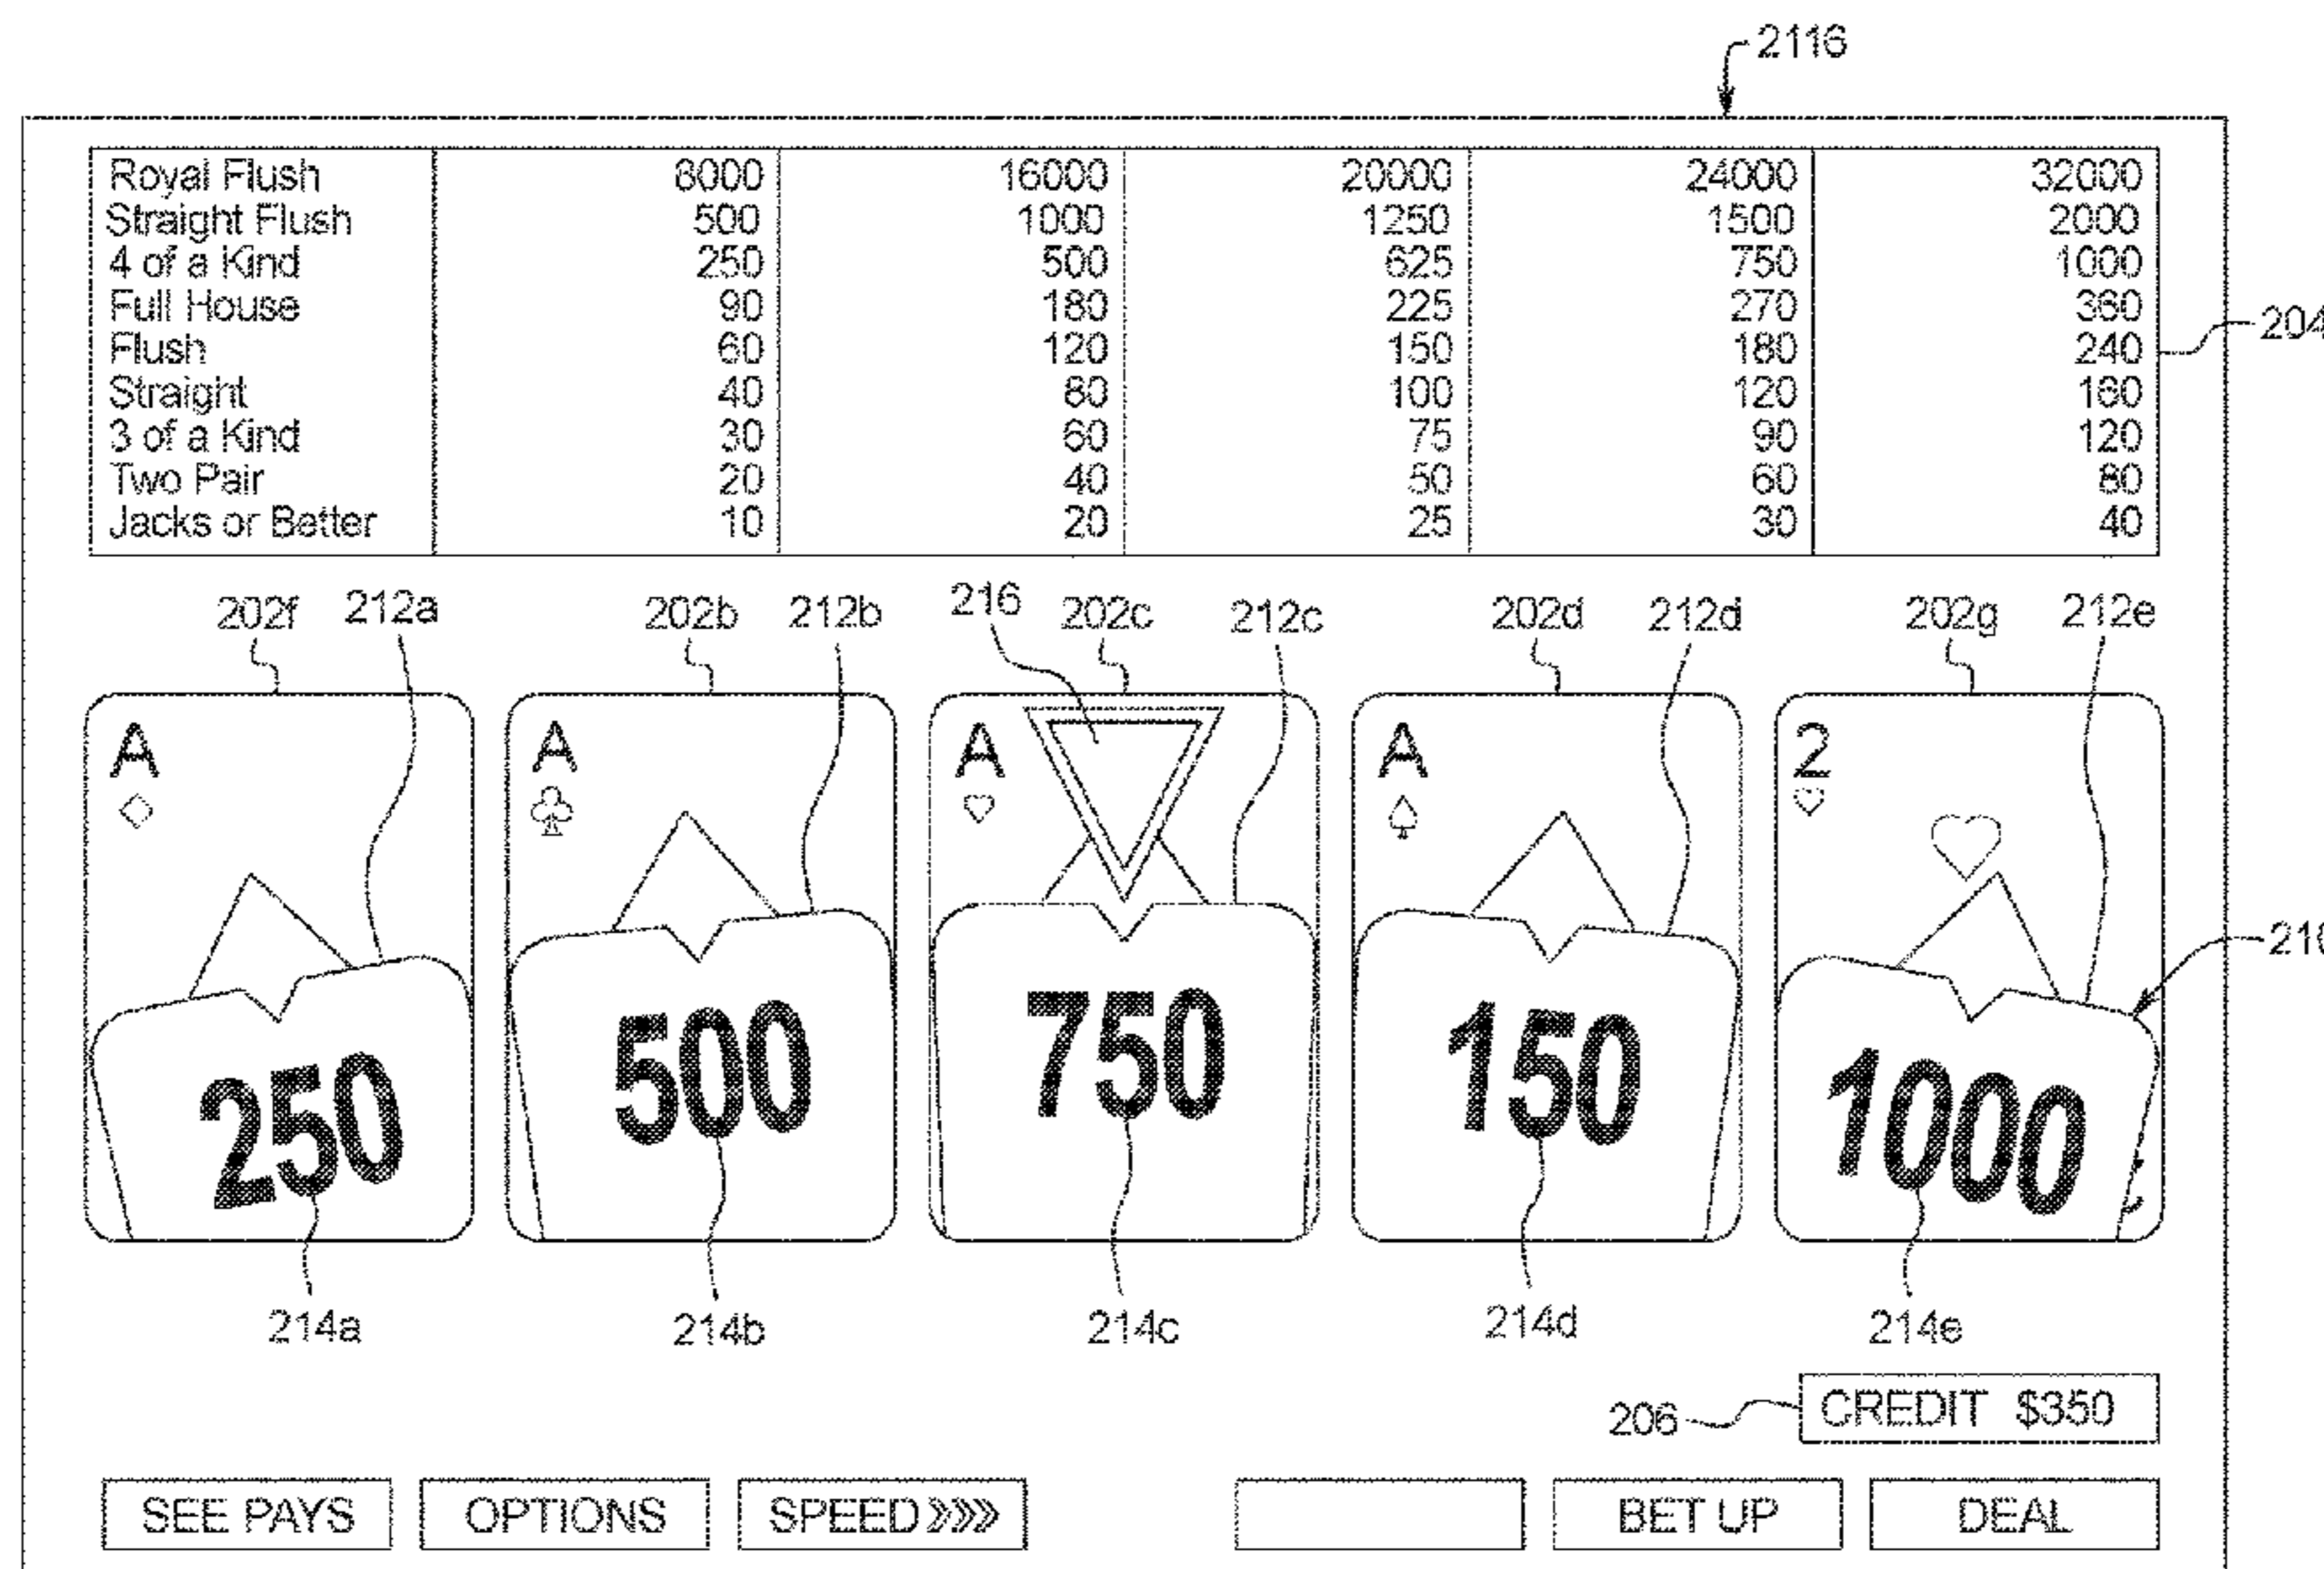 2116
Royal Flush 8000 16000 20000 24000 32000
Straight Flush 500 1000 1250 1500 2000
4 of a Kind 250 500 625 750 1000
Full House 90 180 225 270 360
Flush 60 120 150 180 240
Straight 40 80 100 120 160
3 of a Kind 30 60 75 90 120
Two Pair 20 40 50 60 80
Jacks or Better 10 20 25 30 40
204
202f 212a 202b 212b 216 202c 212c 202d 212d 202g 212e
A A A A 2
210
250 500 750 150 1000
214a 214b 214c 214d 214e
206 CREDIT $350
SEE PAYS OPTIONS SPEED »»» BET UP DEAL